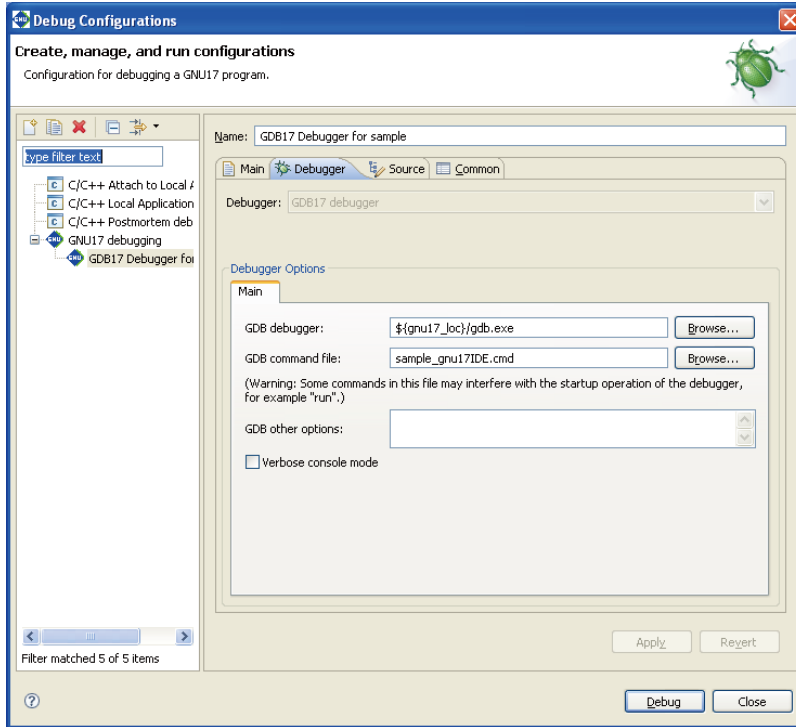 Debug Configurations
Create, manage, and run configurations
Configuration for debugging a GNU17 program.
type filter text
C/C++ Attach to Local A
C/C++ Local Application
C/C++ Postmortem deb
GNU17 debugging
GDB17 Debugger for
Filter matched 5 of 5 items
Name: GDB17 Debugger for sample
Main Debugger Source Common
Debugger: GDB17 debugger
Debugger Options
Main
GDB debugger: ${gnu17_loc}/gdb.exe Browse...
GDB command file: sample_gnu17IDE.cmd Browse...
(Warning: Some commands in this file may interfere with the startup operation of the debugger,
for example "run".)
GDB other options:
Verbose console mode
Apply Revert
Debug Close